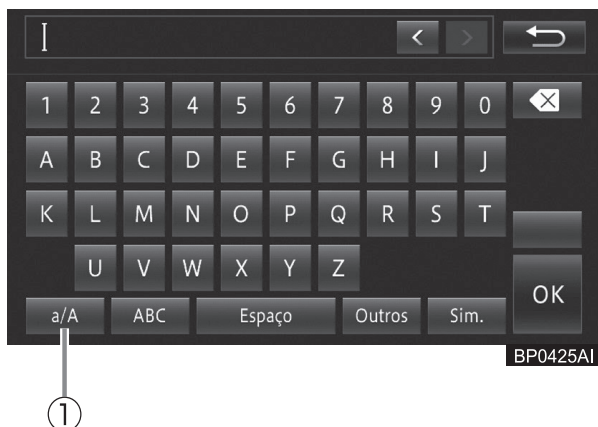 1 2 3 4 5 6 7 8 9 0
A B C D E F G H I J
K L M N O P Q R S T
U V W X Y Z
a/A ABC Espaço Outros Sim. OK
BP0425AI
1